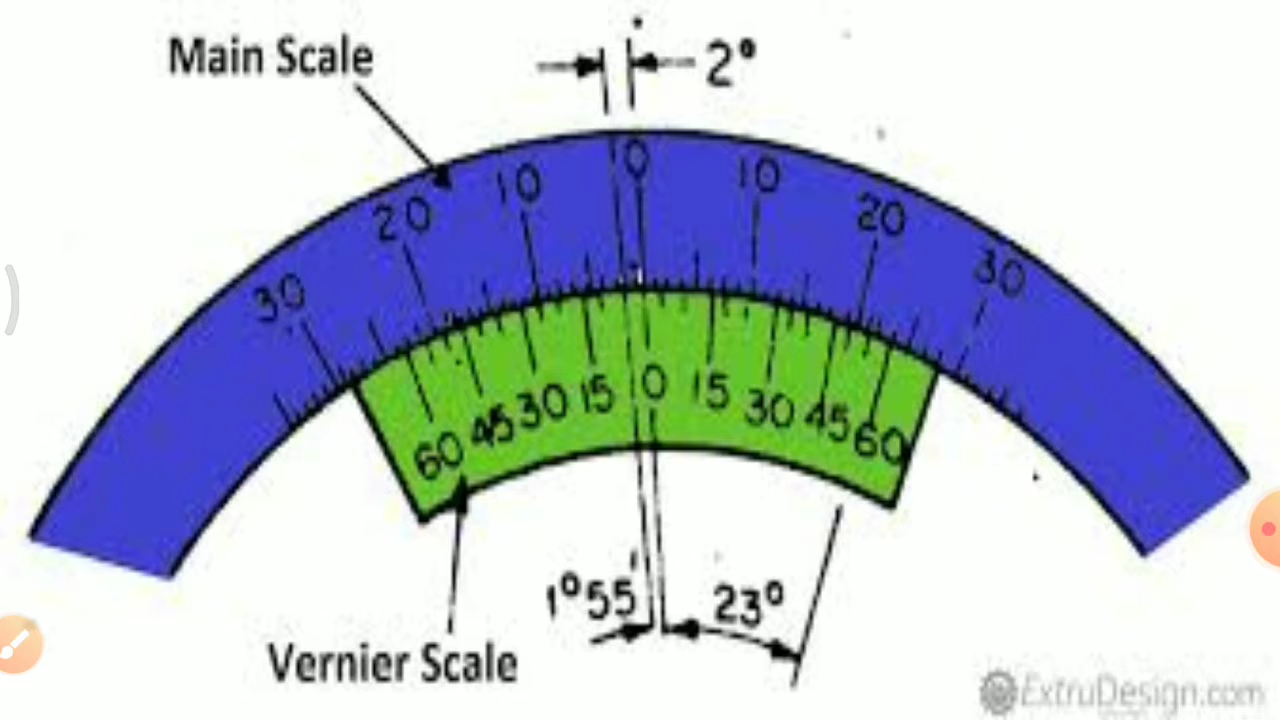 Main Scale
2°
30 20 10 0 10 20 30
60 45 30 15 0 15 30 45 60
1°55' 23°
Vernier Scale
ExtruDesign.com